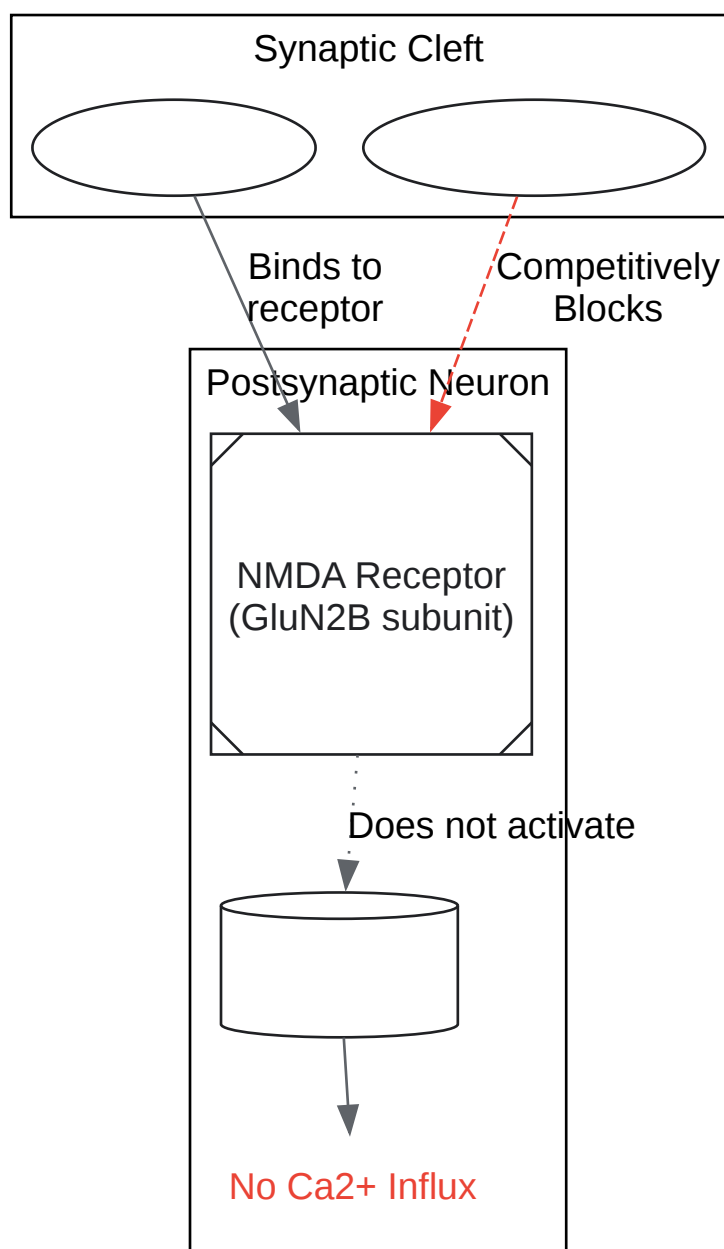 Synaptic Cleft
Binds to
receptor
Competitively
Blocks
Postsynaptic Neuron
NMDA Receptor
(GluN2B subunit)
Does not activate
No Ca2+ Influx